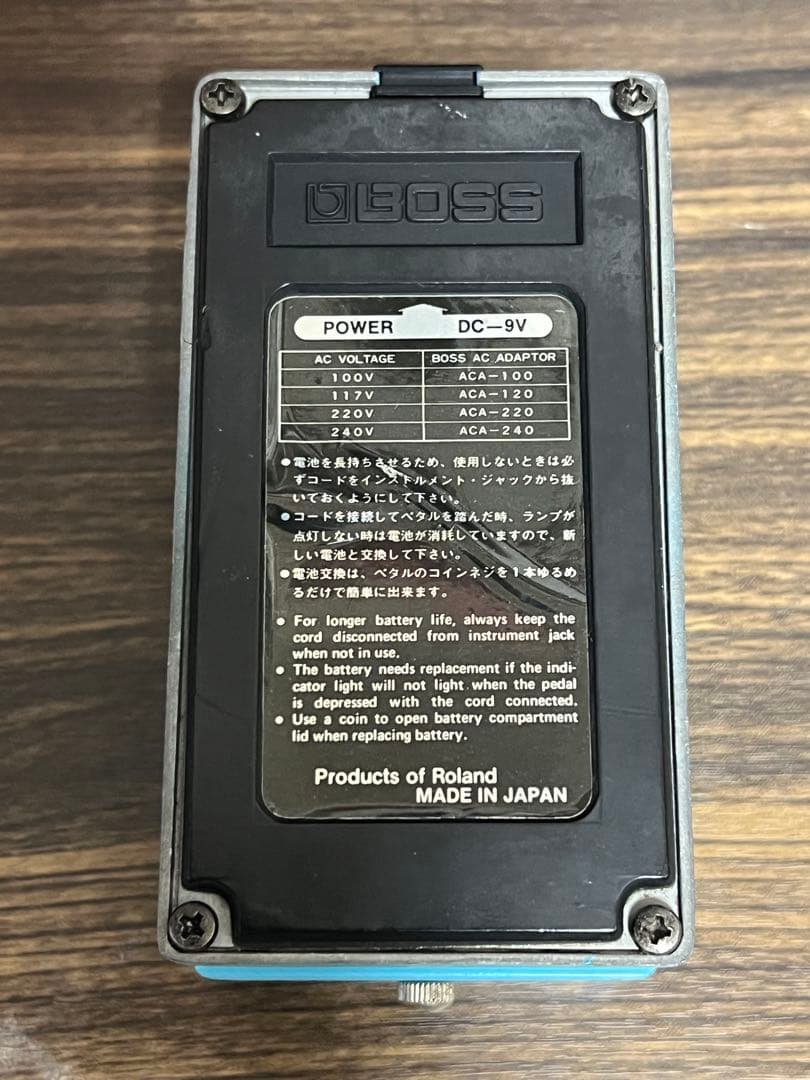 BOSS
POWER DC—9V
AC VOLTAGE BOSS AC ADAPTOR
100V ACA—100
117V ACA—120
220V ACA—220
240V ACA—240
●電池を長持ちさせるため、使用しないときは必
ずコードをインストルメント・ジャックから抜
いておくようにして下さい。
●コードを接続してペタルを踏んだ時、ランプが
点灯しない時は電池が消耗していますので、新
しい電池と交換して下さい。
●電池交換は、ペタルのコインネジを1本ゆるめ
るだけで簡単に出来ます。
● For longer battery life, always keep the
cord disconnected from instrument jack
when not in use.
● The battery needs replacement if the indi-
cator light will not light when the pedal
is depressed with the cord connected.
● Use a coin to open battery compartment
lid when replacing battery.
Products of Roland
MADE IN JAPAN